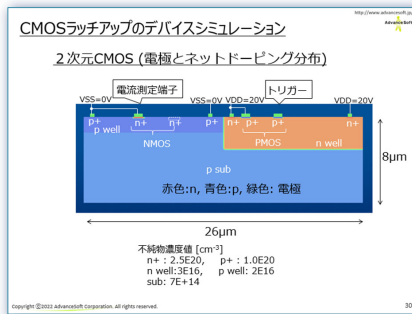 http://www.advancesoft.jp
AdvanceSoft
CMOSラッチアップのデバイスシミュレーション
２次元CMOS (電極とネットドーピング分布)
電流測定端子
トリガー
VSS=0V
VSS=0V
VDD=20V
VDD=20V
p+
n+
n+
p+
n+
p+
p+
n+
p well
NMOS
PMOS
n well
p sub
赤色:n, 青色:p, 緑色: 電極
8μm
26μm
不純物濃度値 [cm-3]
n+ : 2.5E20, p+ : 1.0E20
n well:3E16, p well: 2E16
sub: 7E+14
Copyright ©2022 AdvanceSoft Corporation. All rights reserved.
30